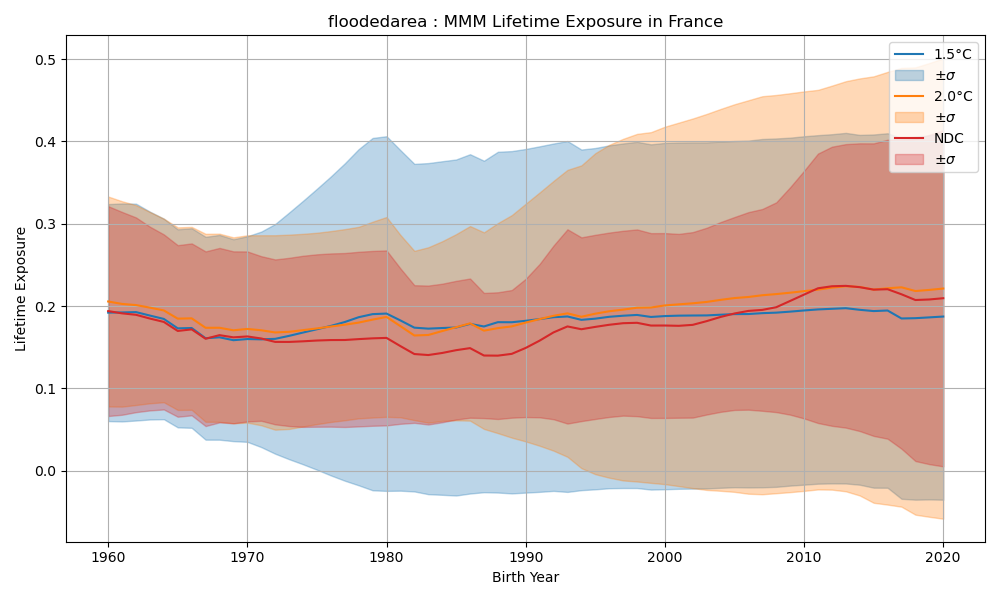 floodedarea : MMM Lifetime Exposure in France
Lifetime Exposure
0.5
0.4
0.3
0.2
0.1
0.0
1.5°C
±σ
2.0°C
±σ
NDC
±σ
1960 1970 1980 1990 2000 2010 2020
Birth Year